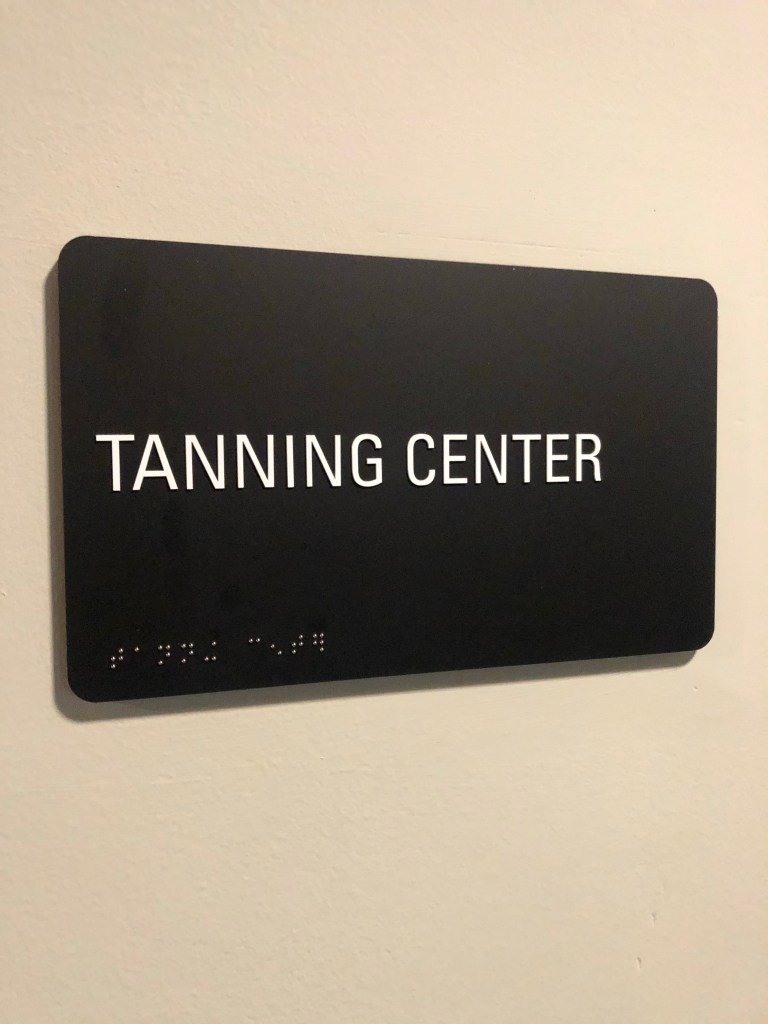 TANNING CENTER
⠞⠁⠝⠝⠬ ⠉⠢⠞⠻